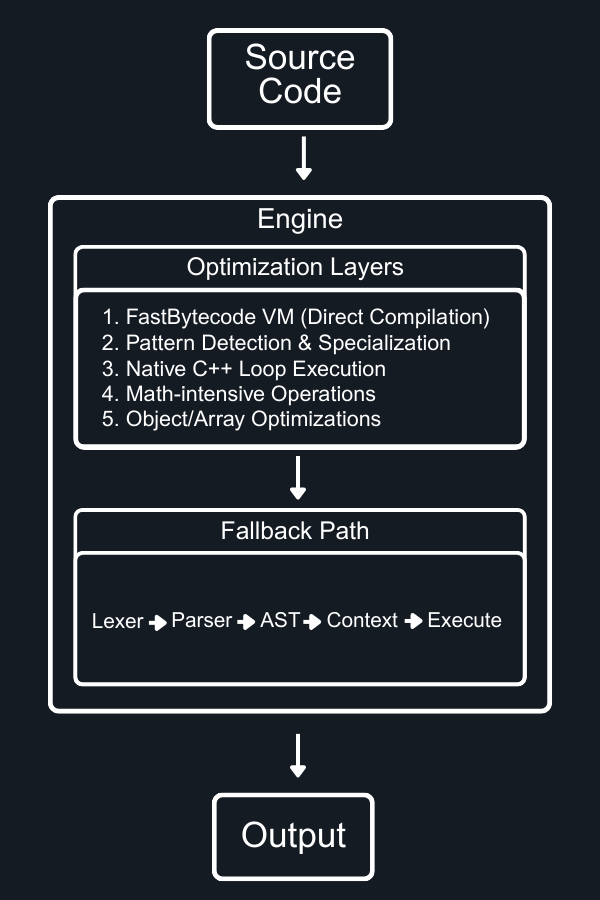 Source
Code
Engine
Optimization Layers
1. FastBytecode VM (Direct Compilation)
2. Pattern Detection & Specialization
3. Native C++ Loop Execution
4. Math-intensive Operations
5. Object/Array Optimizations
Fallback Path
Lexer Parser AST Context Execute
Output